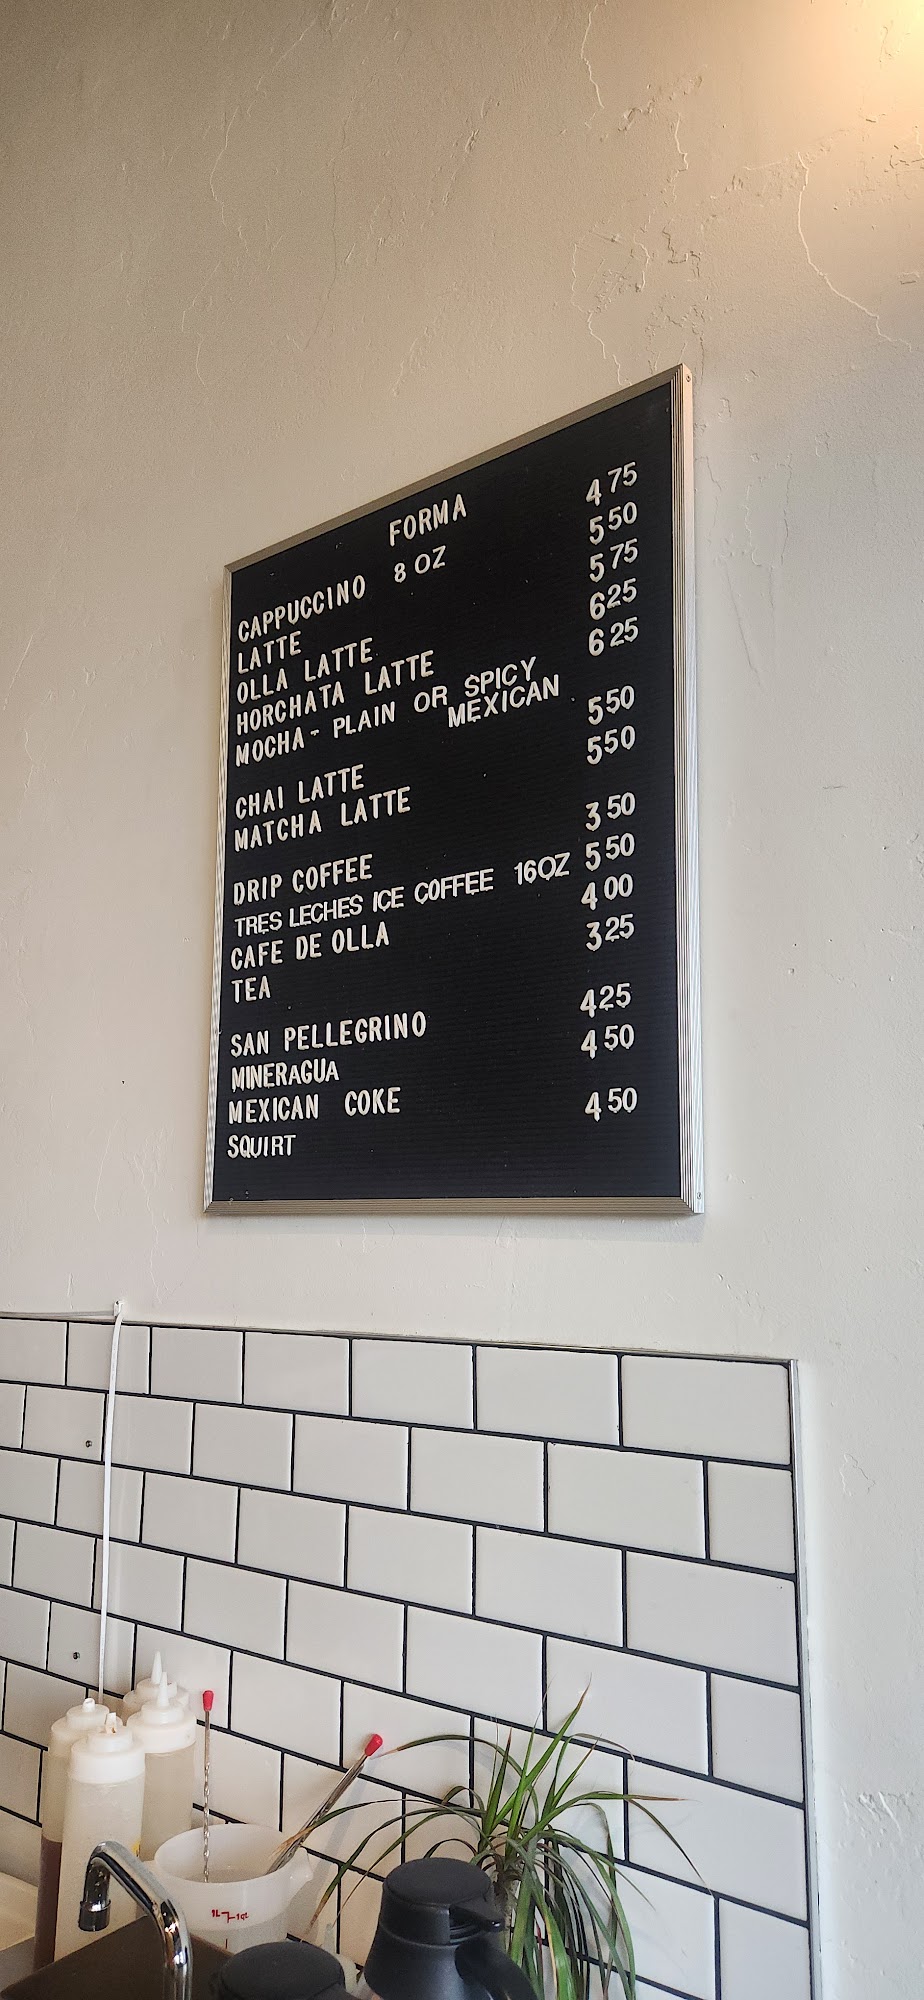 FORMA
CAPPUCCINO 8 OZ 4 75
LATTE 5 50
OLLA LATTE 5 75
HORCHATA LATTE 6 25
MOCHA - PLAIN OR SPICY 6 25
MEXICAN
CHAI LATTE 5 50
MATCHA LATTE 5 50
DRIP COFFEE 3 50
TRES LECHES ICE COFFEE 16OZ 5 50
CAFE DE OLLA 4 00
TEA 3 25
SAN PELLEGRINO 4 25
MINERAGUA 4 50
MEXICAN COKE 4 50
SQUIRT